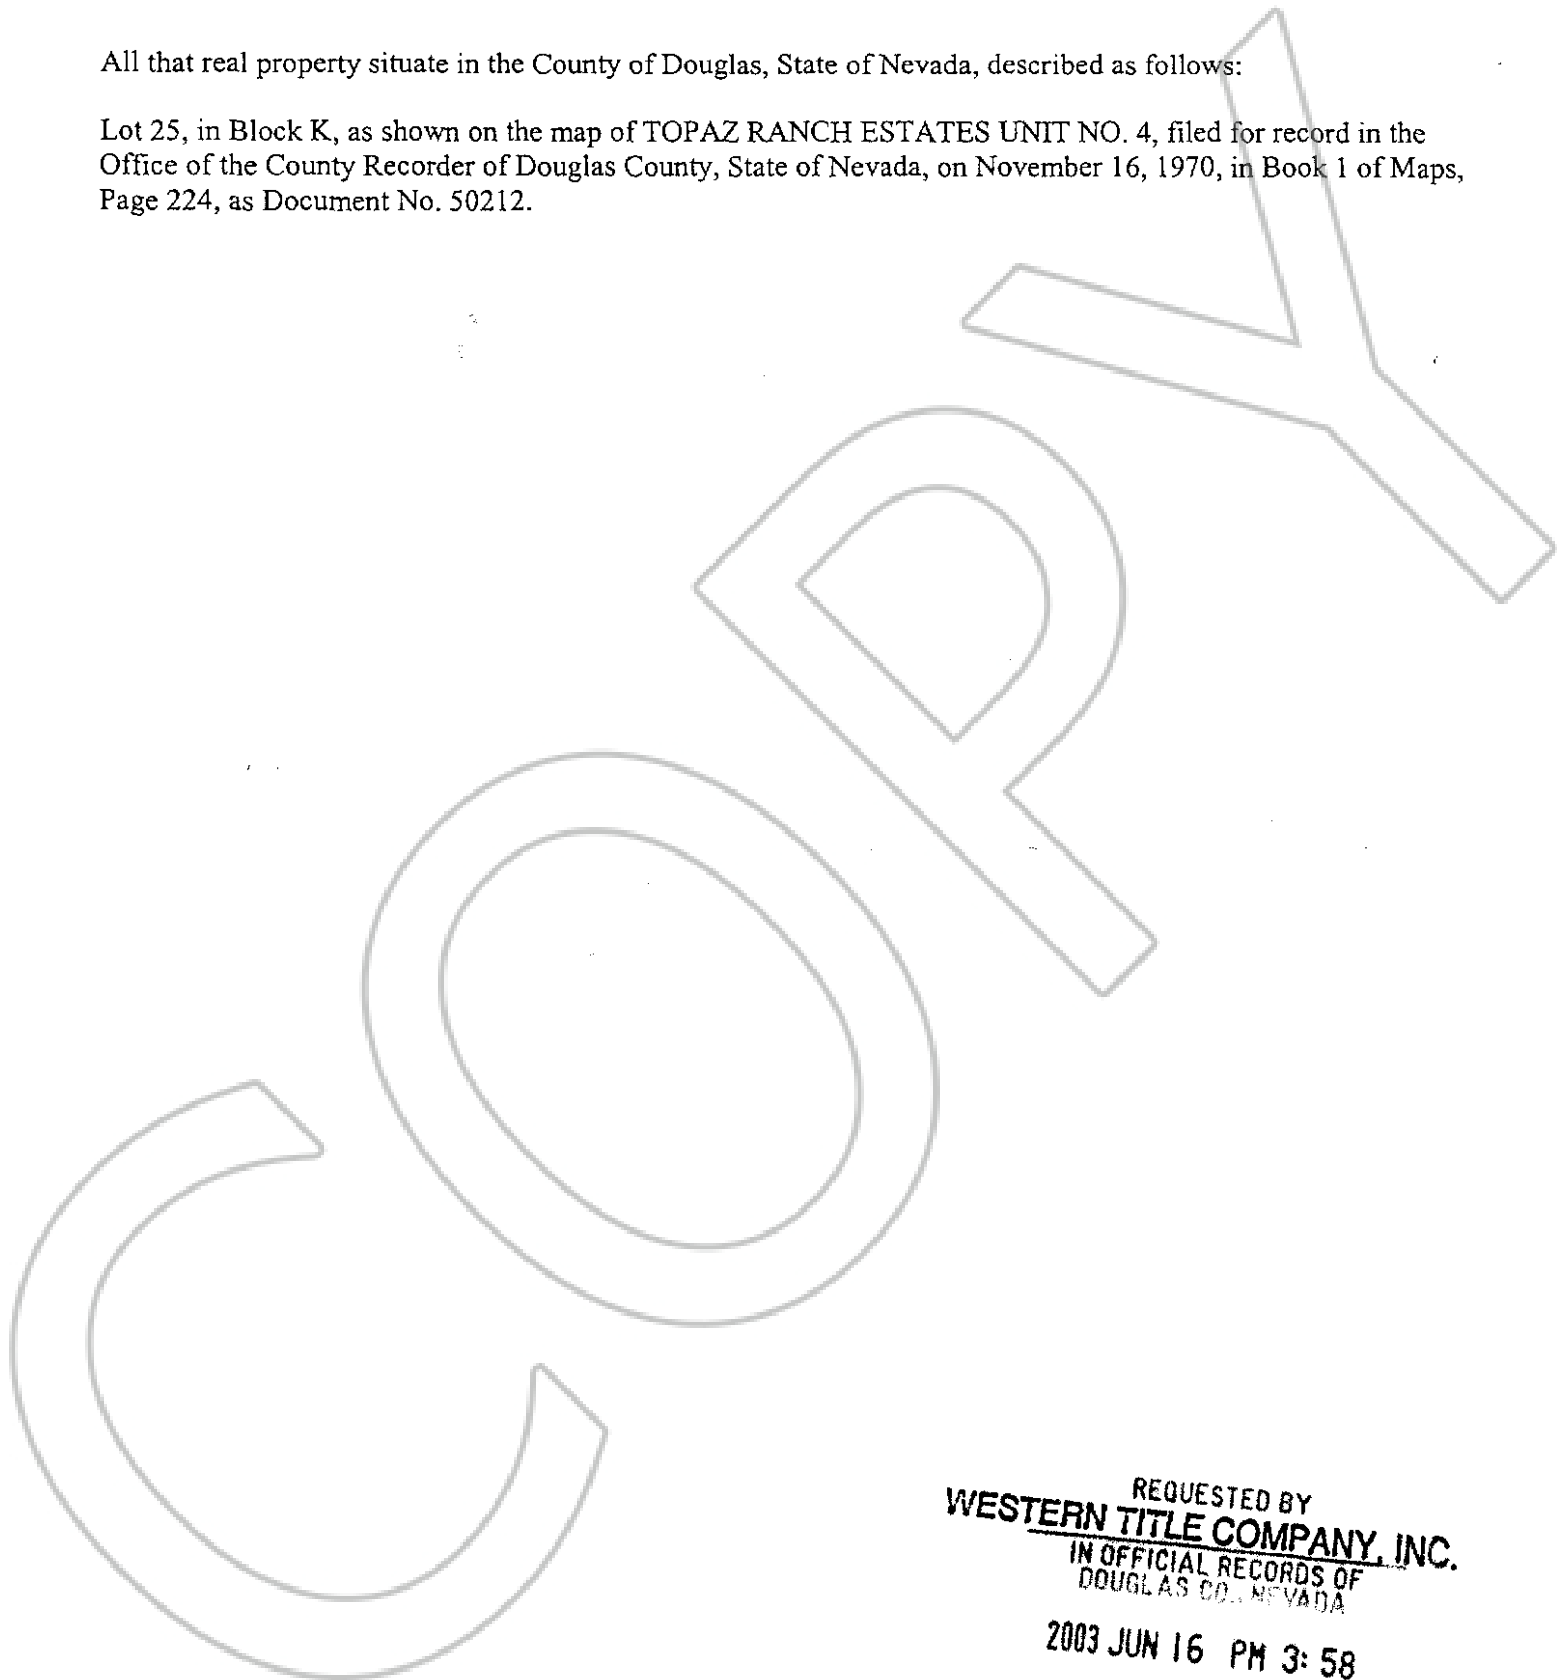 All that real property situate in the County of Douglas, State of Nevada, described as follows:
Lot 25, in Block K, as shown on the map of TOPAZ RANCH ESTATES UNIT NO. 4, filed for record in the
Office of the County Recorder of Douglas County, State of Nevada, on November 16, 1970, in Book 1 of Maps,
Page 224, as Document No. 50212.
COPY
REQUESTED BY
WESTERN TITLE COMPANY, INC.
IN OFFICIAL RECORDS OF
DOUGLAS CO., NEVADA
2003 JUN 16 PM 3: 58